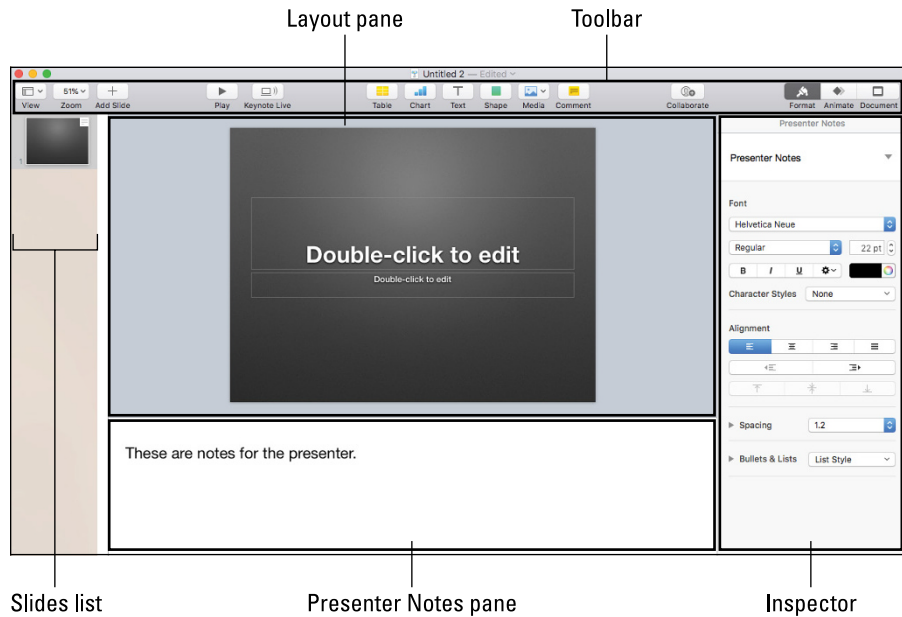 Layout pane
Toolbar
Untitled 2 — Edited
51%
View
Zoom
Add Slide
Play
Keynote Live
Table
Chart
Text
Shape
Media
Comment
Collaborate
Format
Animate
Document
1
Double-click to edit
Double-click to edit
These are notes for the presenter.
Presenter Notes
Presenter Notes
Font
Helvetica Neue
Regular
22 pt
B I U
Character Styles None
Alignment
Spacing 1.2
Bullets & Lists List Style
Slides list
Presenter Notes pane
Inspector